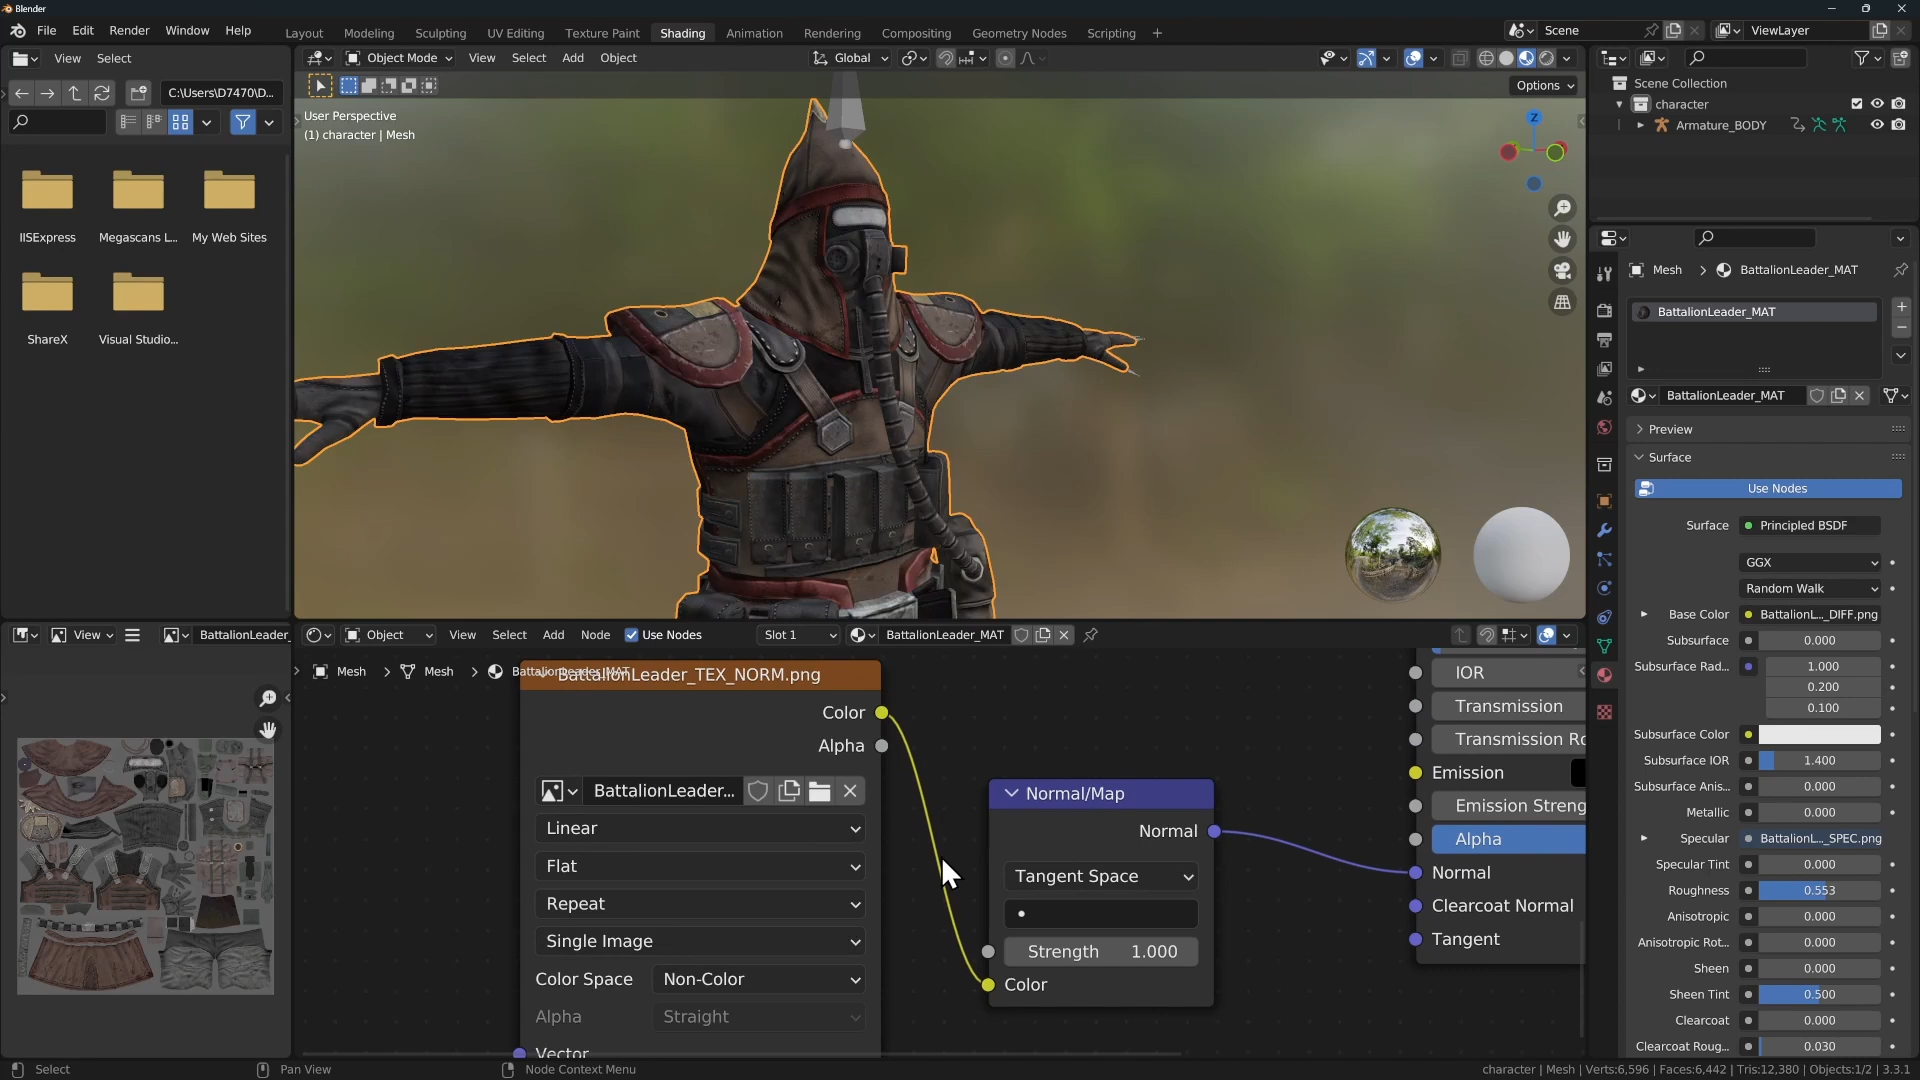 Blender
File Edit Render Window Help
Layout Modeling Sculpting UV Editing Texture Paint Shading Animation Rendering Compositing Geometry Nodes Scripting +
Scene
ViewLayer
View Select
Object Mode View Select Add Object
Global
C:\Users\D7470\D...
Options
User Perspective
(1) character | Mesh
Z
IISExpress
Megascans L...
My Web Sites
ShareX
Visual Studio...
Scene Collection
character
Armature_BODY
Mesh > BattalionLeader_MAT
BattalionLeader_MAT
BattalionLeader_MAT
Preview
Surface
Use Nodes
Surface Principled BSDF
GGX
Random Walk
Base Color BattalionL..._DIFF.png
Subsurface 0.000
Subsurface Rad... 1.000
0.200
0.100
Subsurface Color
Subsurface IOR 1.400
Subsurface Anis... 0.000
Metallic 0.000
Specular BattalionL..._SPEC.png
Specular Tint 0.000
Roughness 0.553
Anisotropic 0.000
Anisotropic Rot... 0.000
Sheen 0.000
Sheen Tint 0.500
Clearcoat 0.000
Clearcoat Roug... 0.030
View
BattalionLeader_
Object View Select Add Node Use Nodes Slot 1 BattalionLeader_MAT
Mesh > Mesh > BattalionLeader_MAT
BattalionLeader_TEX_NORM.png
Color
Alpha
BattalionLeader...
Linear
Flat
Repeat
Single Image
Color Space Non-Color
Alpha Straight
Vector
Normal/Map
Normal
Tangent Space
Strength 1.000
Color
IOR
Transmission
Transmission Ro
Emission
Emission Streng
Alpha
Normal
Clearcoat Normal
Tangent
Select
Pan View
Node Context Menu
character | Mesh | Verts:6,596 | Faces:6,442 | Tris:12,380 | Objects:1/2 | 3.3.1